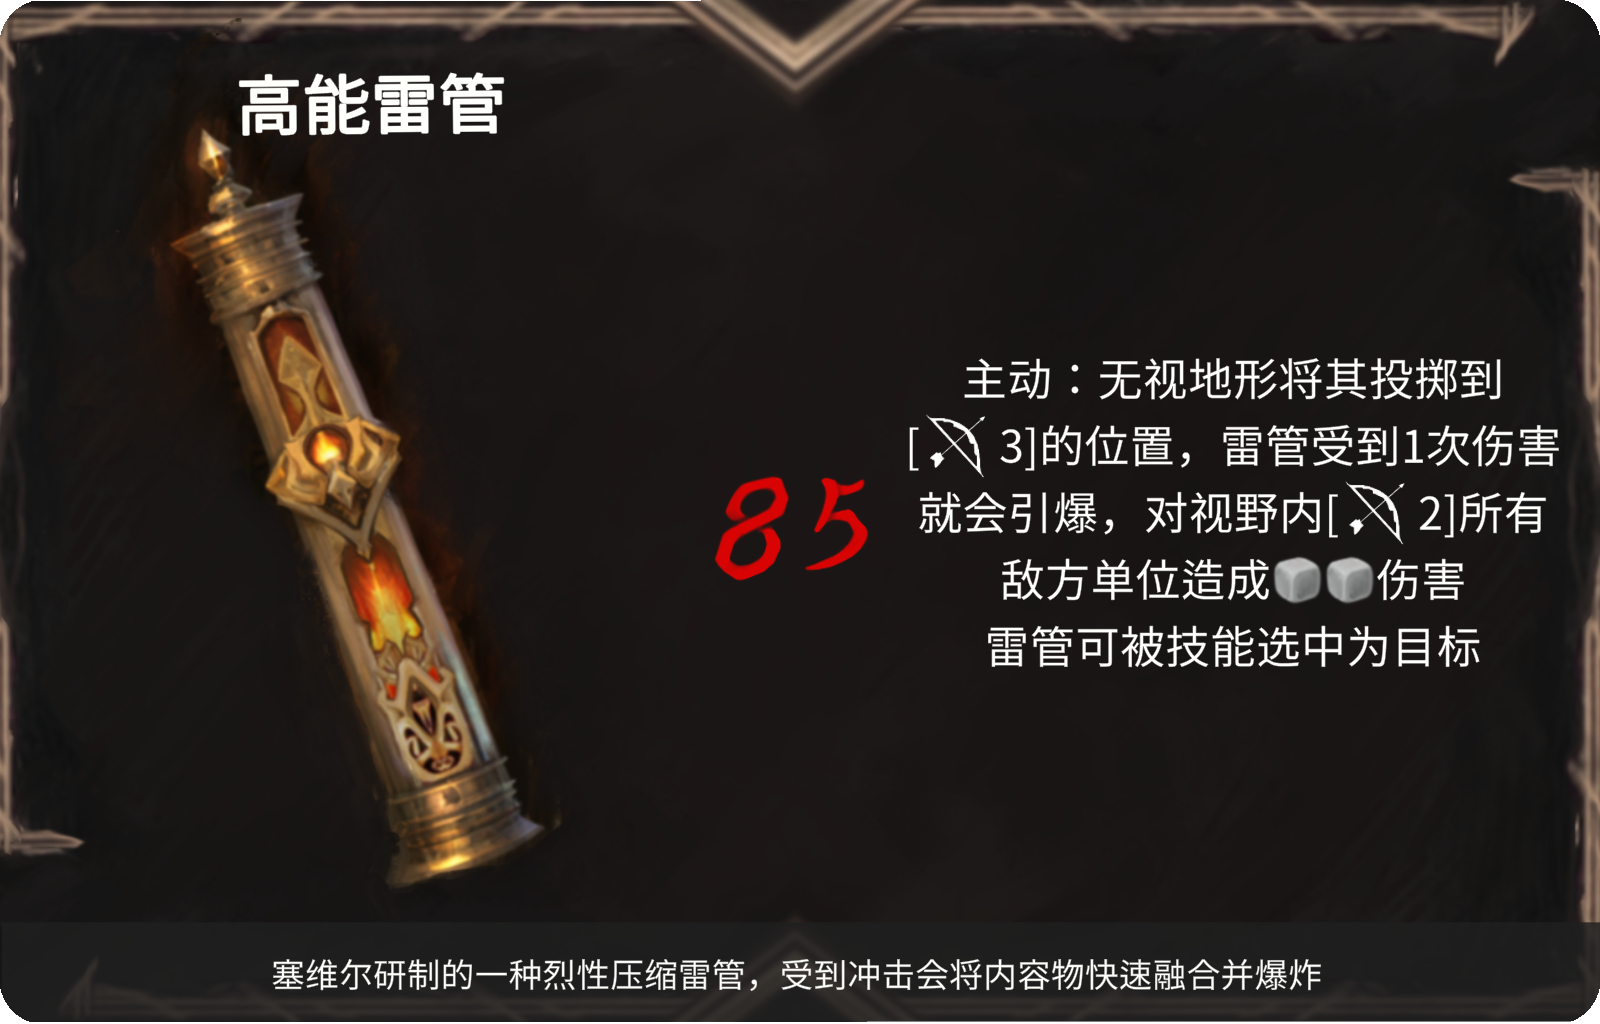 高能雷管
85
主动：无视地形将其投掷到
[ 3]的位置，雷管受到1次伤害
就会引爆，对视野内[ 2]所有
敌方单位造成伤害
雷管可被技能选中为目标
塞维尔研制的一种烈性压缩雷管，受到冲击会将内容物快速融合并爆炸